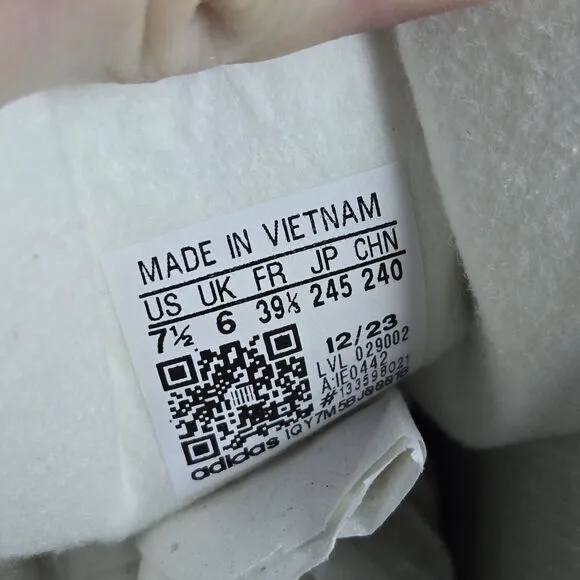 MADE IN VIETNAM
US UK FR JP CHN
7½ 6 39⅓ 245 240
12/23
LVL 029002
A:IE0442
#133598021
adidas